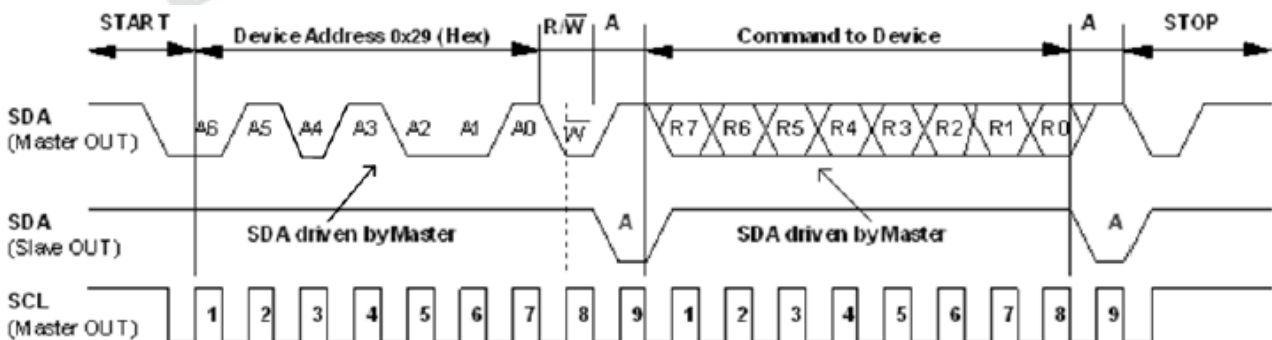 START Device Address 0x29 (Hex) R/W̅ A Command to Device A STOP
SDA A6 A5 A4 A3 A2 A1 A0 W̅ R7 R6 R5 R4 R3 R2 R1 R0
(Master OUT)
SDA A A
(Slave OUT) SDA driven by Master SDA driven by Master
SCL 1 2 3 4 5 6 7 8 9 1 2 3 4 5 6 7 8 9
(Master OUT)